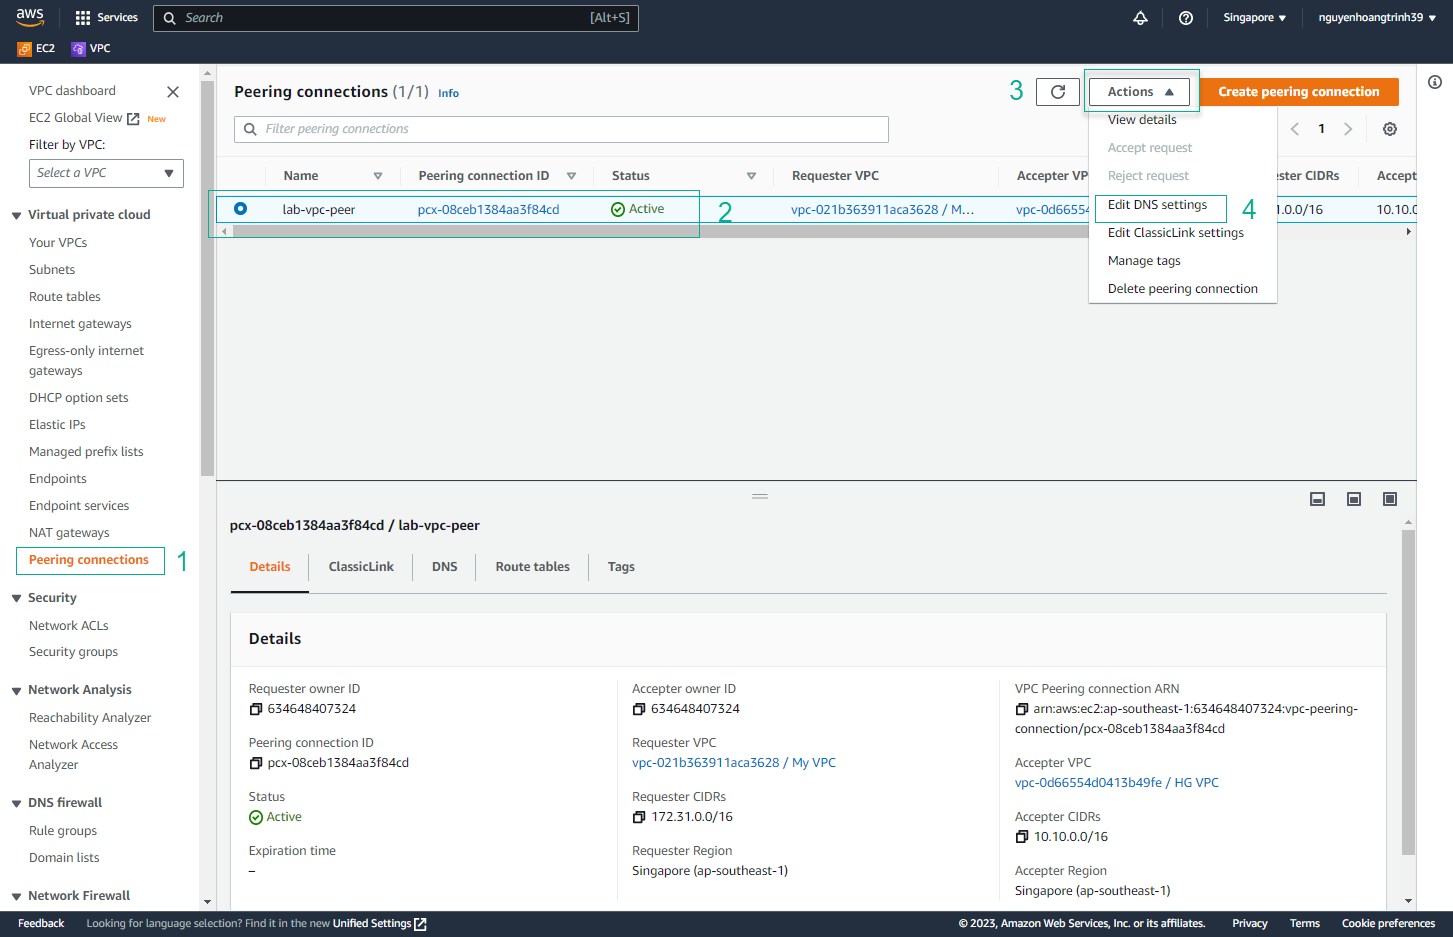 aws
Services
Search
[Alt+S]
Singapore ▼
nguyenhoangtrinh39 ▼
EC2
VPC
VPC dashboard
EC2 Global View New
Filter by VPC:
Select a VPC
Virtual private cloud
Your VPCs
Subnets
Route tables
Internet gateways
Egress-only internet
gateways
DHCP option sets
Elastic IPs
Managed prefix lists
Endpoints
Endpoint services
NAT gateways
Peering connections
1
Security
Network ACLs
Security groups
Network Analysis
Reachability Analyzer
Network Access
Analyzer
DNS firewall
Rule groups
Domain lists
Network Firewall
Peering connections (1/1) Info
3
Actions
Create peering connection
Filter peering connections
1
Name
Peering connection ID
Status
Requester VPC
Accepter VP
ster CIDRs
Accept
lab-vpc-peer
pcx-08ceb1384aa3f84cd
Active
2
vpc-021b363911aca3628 / M...
vpc-0d66554
1.0.0/16
10.10.0
View details
Accept request
Reject request
Edit DNS settings
4
Edit ClassicLink settings
Manage tags
Delete peering connection
pcx-08ceb1384aa3f84cd / lab-vpc-peer
Details
ClassicLink
DNS
Route tables
Tags
Details
Requester owner ID
634648407324
Peering connection ID
pcx-08ceb1384aa3f84cd
Status
Active
Expiration time
–
Accepter owner ID
634648407324
Requester VPC
vpc-021b363911aca3628 / My VPC
Requester CIDRs
172.31.0.0/16
Requester Region
Singapore (ap-southeast-1)
VPC Peering connection ARN
arn:aws:ec2:ap-southeast-1:634648407324:vpc-peering-
connection/pcx-08ceb1384aa3f84cd
Accepter VPC
vpc-0d66554d0413b49fe / HG VPC
Accepter CIDRs
10.10.0.0/16
Accepter Region
Singapore (ap-southeast-1)
Feedback
Looking for language selection? Find it in the new Unified Settings
© 2023, Amazon Web Services, Inc. or its affiliates.
Privacy
Terms
Cookie preferences